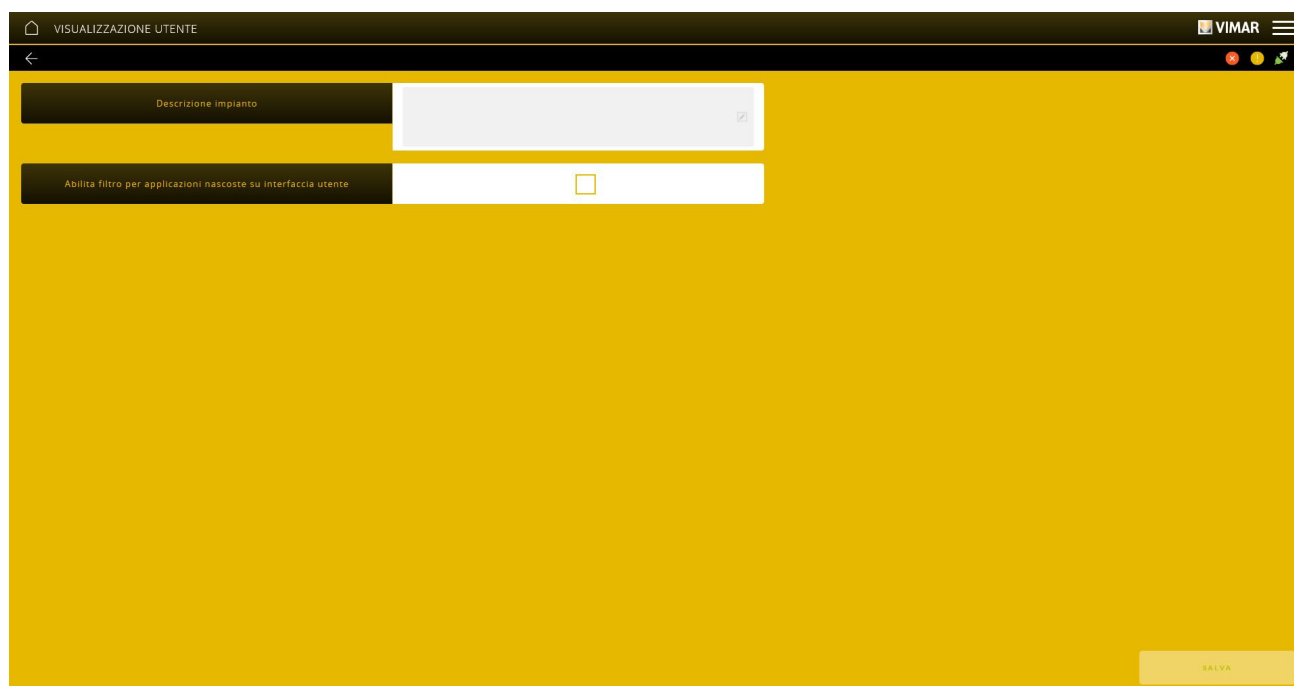 VISUALIZZAZIONE UTENTE
VIMAR
Descrizione impianto
Abilita filtro per applicazioni nascoste su interfaccia utente
SALVA